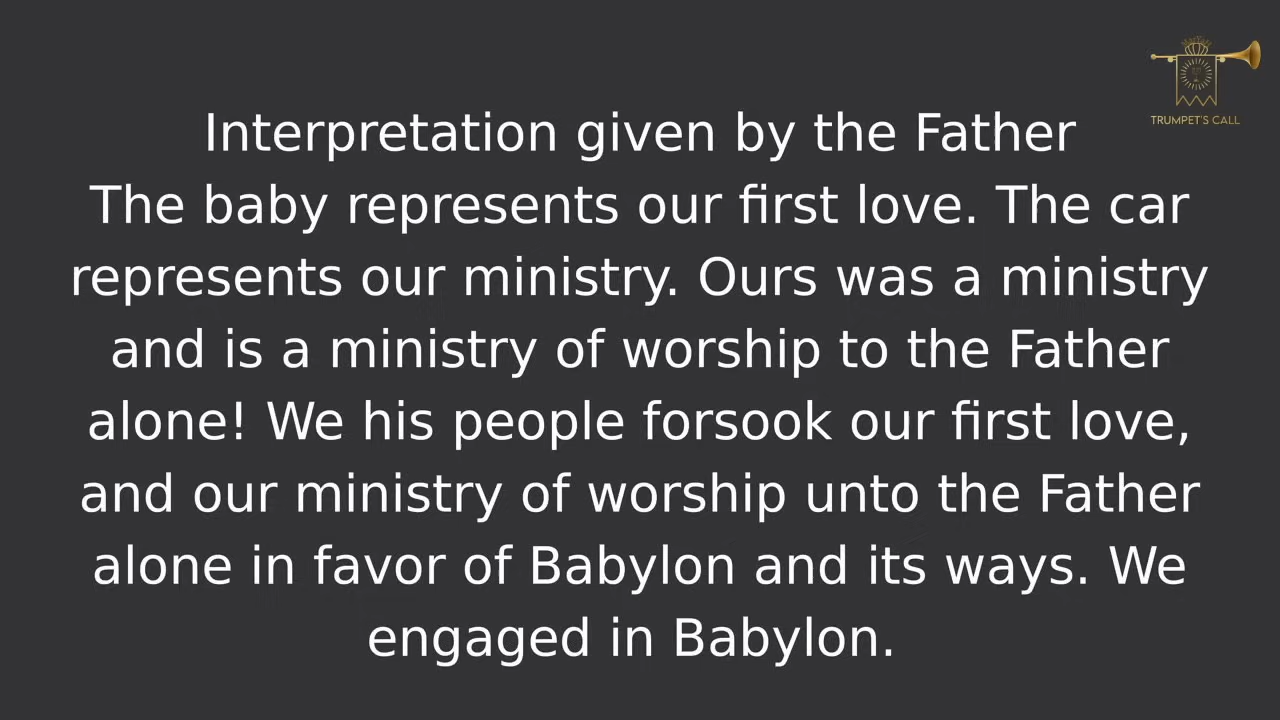 TRUMPET'S CALL
Interpretation given by the Father
The baby represents our first love. The car
represents our ministry. Ours was a ministry
and is a ministry of worship to the Father
alone! We his people forsook our first love,
and our ministry of worship unto the Father
alone in favor of Babylon and its ways. We
engaged in Babylon.